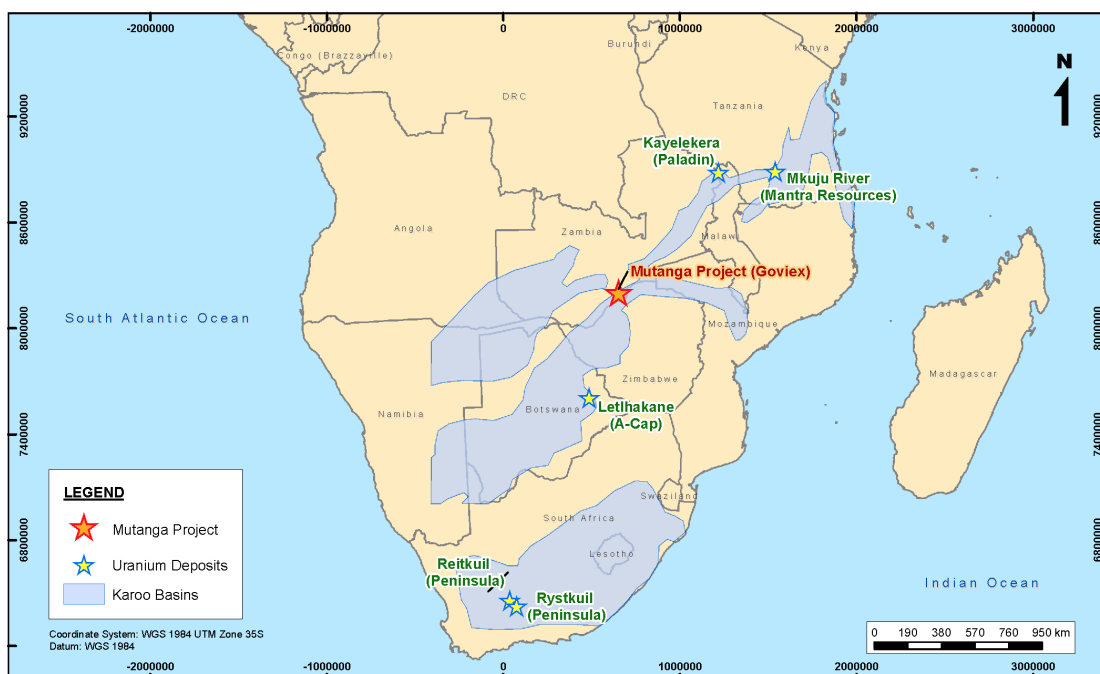 -2000000
-1000000
0
1000000
2000000
3000000
N
Congo (Brazzaville)
Burundi
Kenya
DRC
Tanzania
9200000
9200000
Kayelekera
(Paladin)
Mkuju River
(Mantra Resources)
8600000
8600000
Angola
Zambia
Malawi
Mutanga Project (Goviex)
South Atlantic Ocean
8000000
8000000
Mozambique
Madagascar
Zimbabwe
Namibia
Botswana
Letlhakane
(A-Cap)
7400000
7400000
LEGEND
Mutanga Project
Uranium Deposits
Karoo Basins
Swaziland
South Africa
Lesotho
6800000
6800000
Reitkuil
(Peninsula)
Rystkuil
(Peninsula)
Indian Ocean
Coordinate System: WGS 1984 UTM Zone 35S
Datum: WGS 1984
0 190 380 570 760 950 km
-2000000
-1000000
0
1000000
2000000
3000000